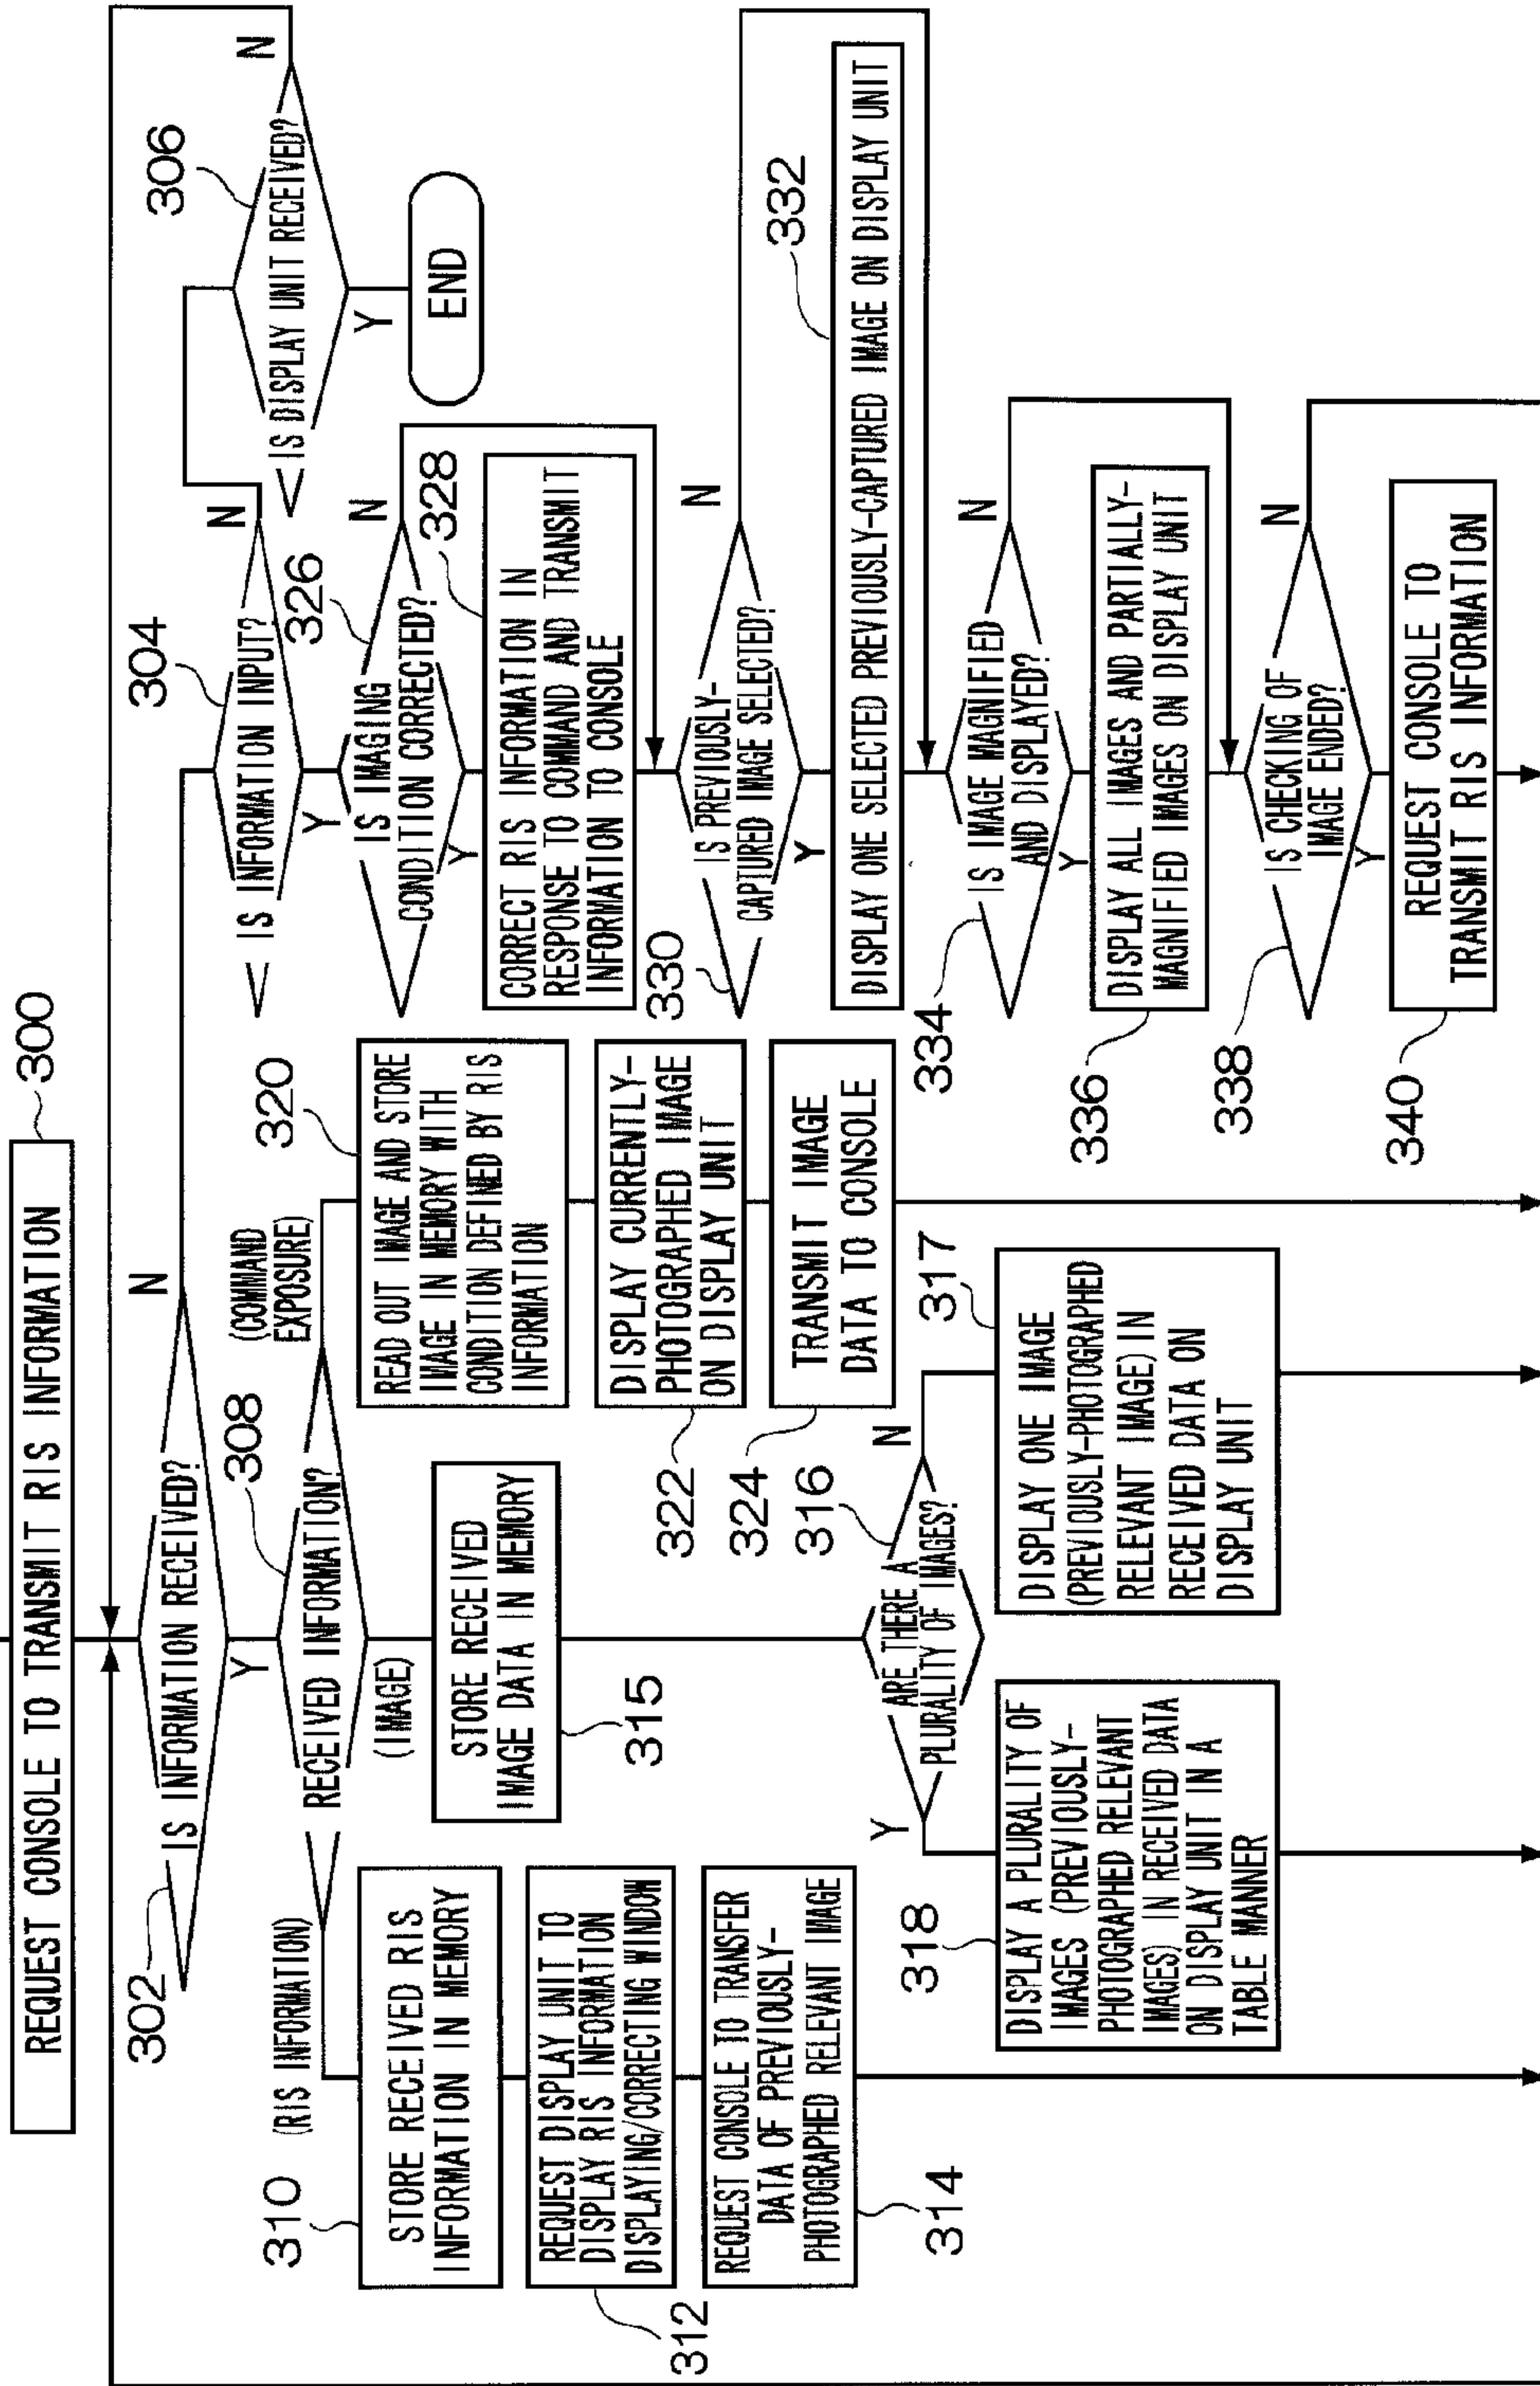 REQUEST CONSOLE TO TRANSMIT RIS INFORMATION
300
302
IS INFORMATION RECEIVED?
N
Y
304
IS INFORMATION INPUT?
N
Y
306
IS DISPLAY UNIT RECEIVED?
N
Y
END
308
RECEIVED INFORMATION?
(RIS INFORMATION)
(IMAGE)
(COMMAND
EXPOSURE)
310
STORE RECEIVED RIS
INFORMATION IN MEMORY
312
REQUEST DISPLAY UNIT TO
DISPLAY RIS INFORMATION
DISPLAYING/CORRECTING WINDOW
314
REQUEST CONSOLE TO TRANSFER
DATA OF PREVIOUSLY-
PHOTOGRAPHED RELEVANT IMAGE
315
STORE RECEIVED
IMAGE DATA IN MEMORY
316
ARE THERE A
PLURALITY OF IMAGES?
Y
N
318
DISPLAY A PLURALITY OF
IMAGES (PREVIOUSLY-
PHOTOGRAPHED RELEVANT
IMAGES) IN RECEIVED DATA
ON DISPLAY UNIT IN A
TABLE MANNER
317
DISPLAY ONE IMAGE
(PREVIOUSLY-PHOTOGRAPHED
RELEVANT IMAGE) IN
RECEIVED DATA ON
DISPLAY UNIT
320
READ OUT IMAGE AND STORE
IMAGE IN MEMORY WITH
CONDITION DEFINED BY RIS
INFORMATION
322
DISPLAY CURRENTLY-
PHOTOGRAPHED IMAGE
ON DISPLAY UNIT
324
TRANSMIT IMAGE
DATA TO CONSOLE
326
IS IMAGING
CONDITION CORRECTED?
N
Y
328
CORRECT RIS INFORMATION IN
RESPONSE TO COMMAND AND TRANSMIT
INFORMATION TO CONSOLE
330
IS PREVIOUSLY-
CAPTURED IMAGE SELECTED?
N
Y
332
DISPLAY ONE SELECTED PREVIOUSLY-CAPTURED IMAGE ON DISPLAY UNIT
334
IS IMAGE MAGNIFIED
AND DISPLAYED?
N
Y
336
DISPLAY ALL IMAGES AND PARTIALLY-
MAGNIFIED IMAGES ON DISPLAY UNIT
338
IS CHECKING OF
IMAGE ENDED?
N
Y
340
REQUEST CONSOLE TO
TRANSMIT RIS INFORMATION